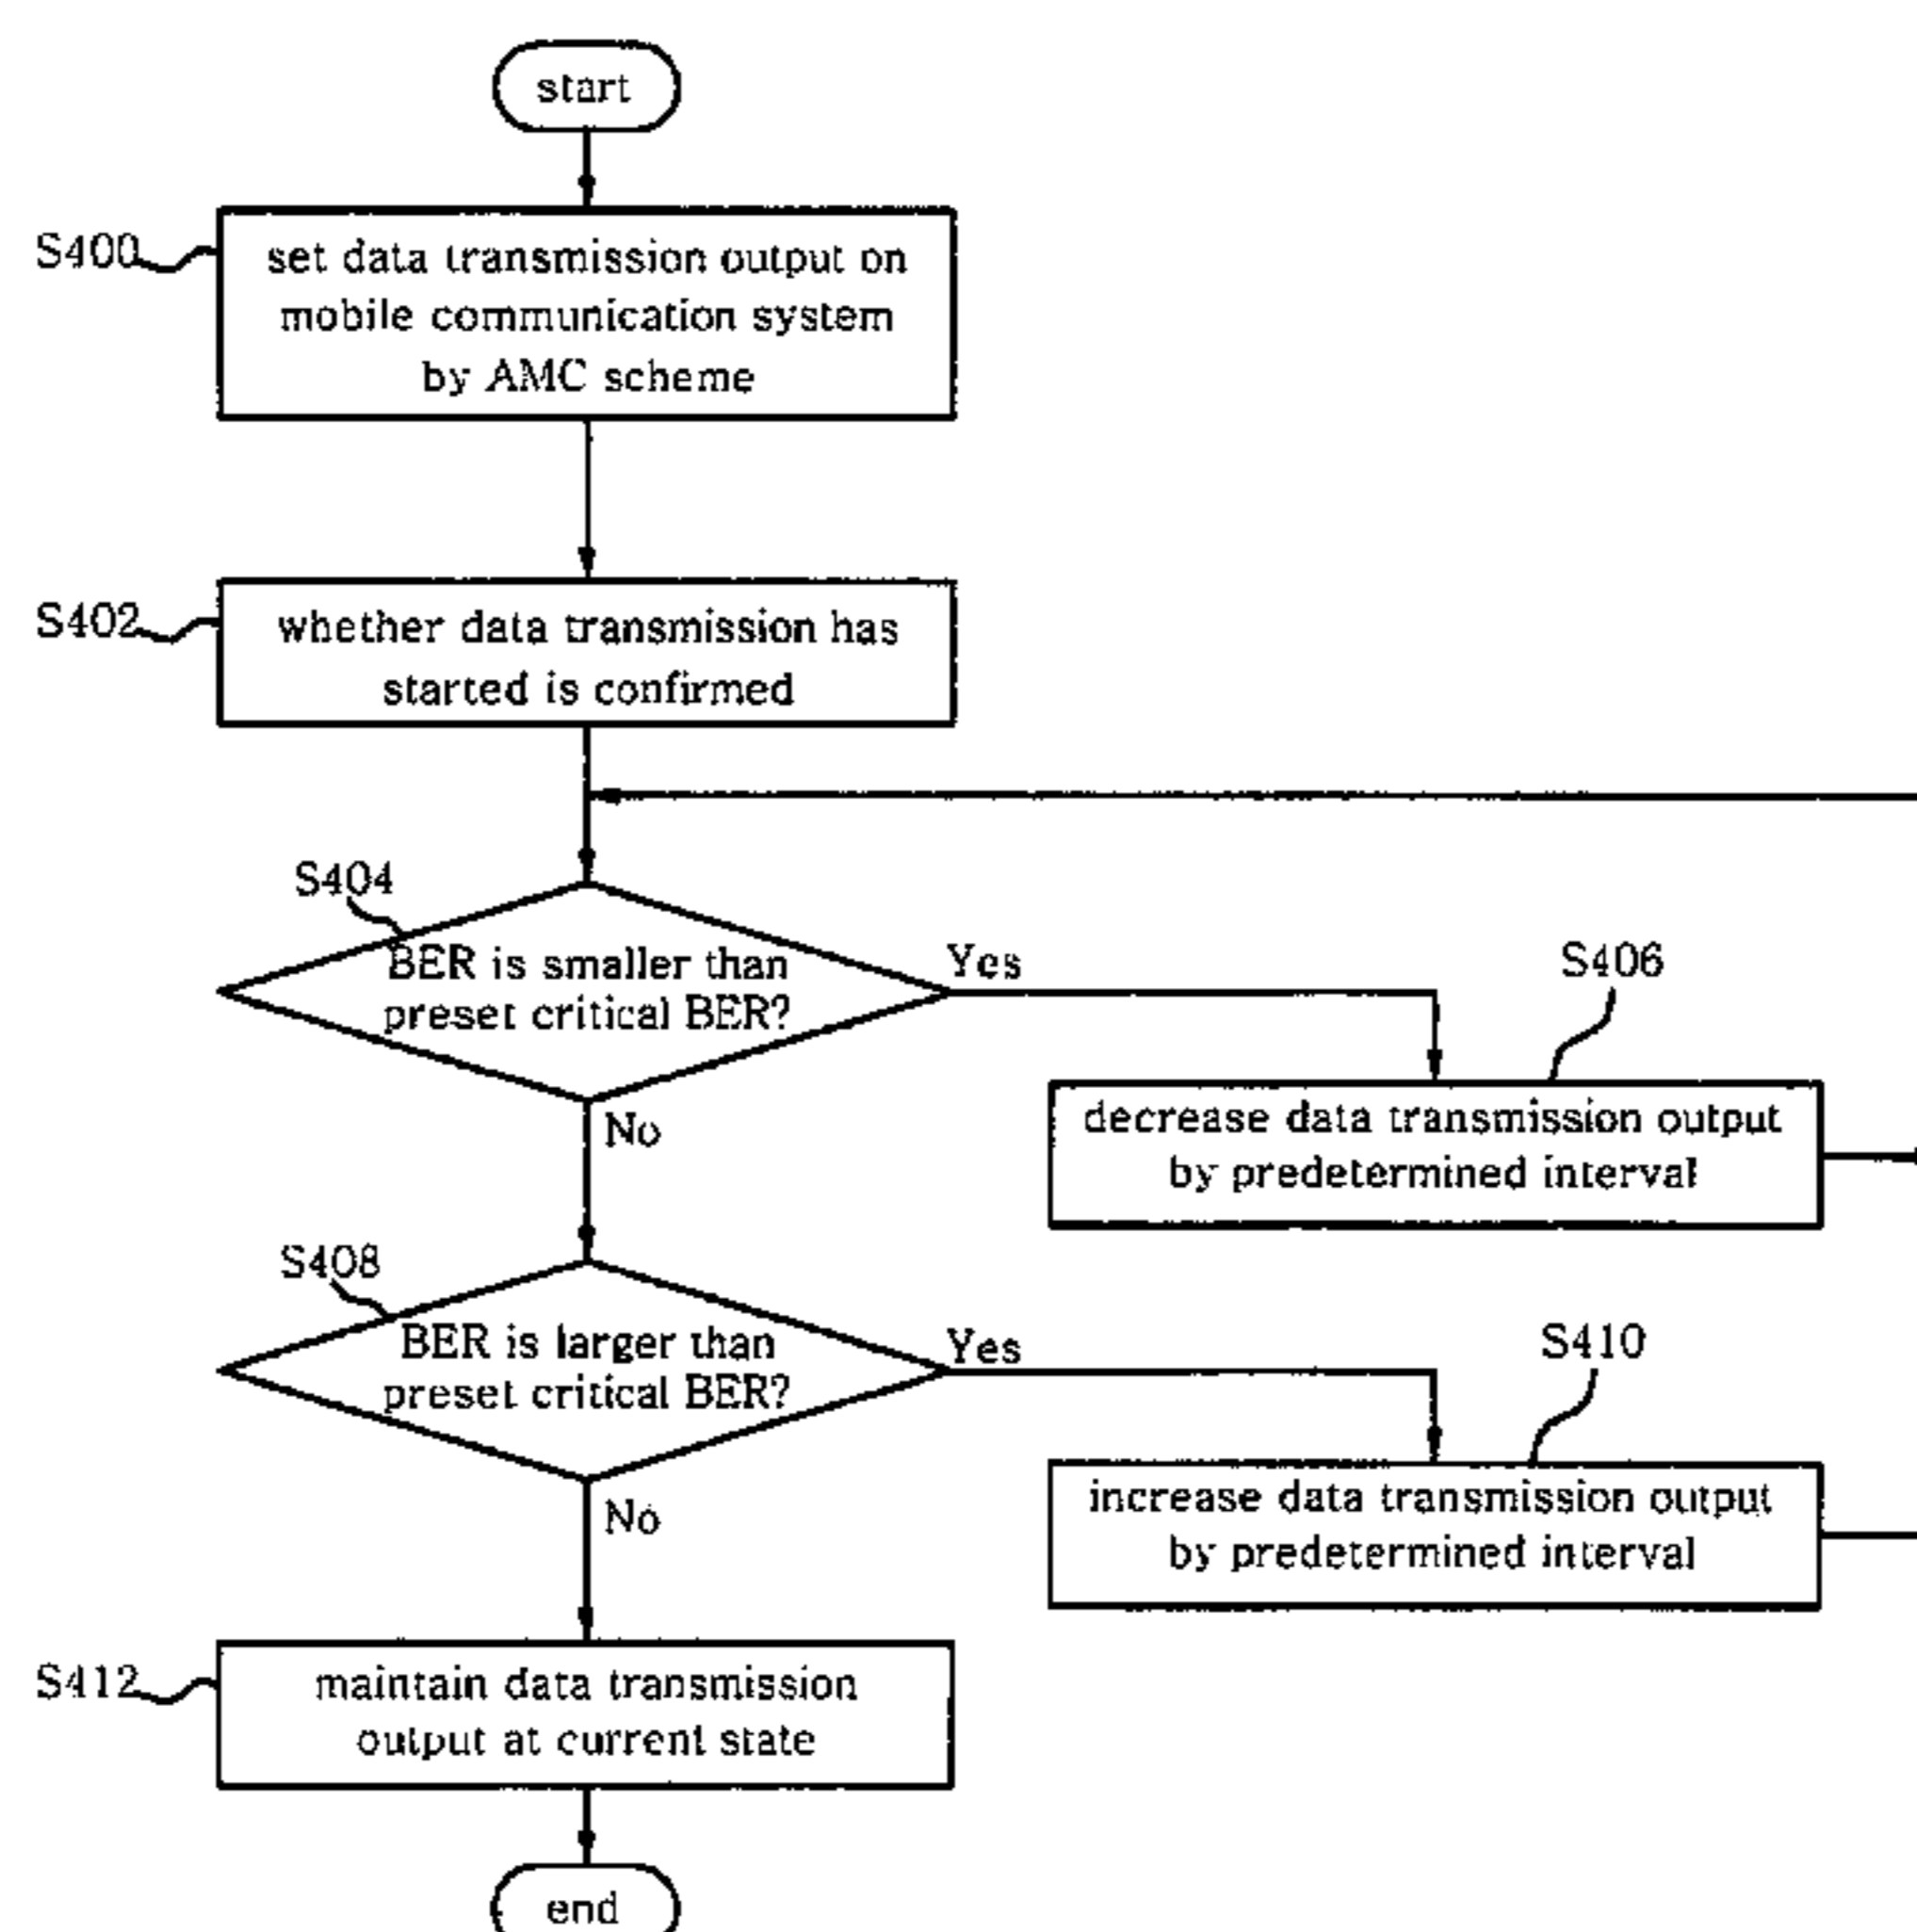 start
S400
set data transmission output on
mobile communication system
by AMC scheme
S402
whether data transmission has
started is confirmed
S404
BER is smaller than
preset critical BER?
Yes
No
S406
decrease data transmission output
by predetermined interval
S408
BER is larger than
preset critical BER?
Yes
No
S410
increase data transmission output
by predetermined interval
S412
maintain data transmission
output at current state
end